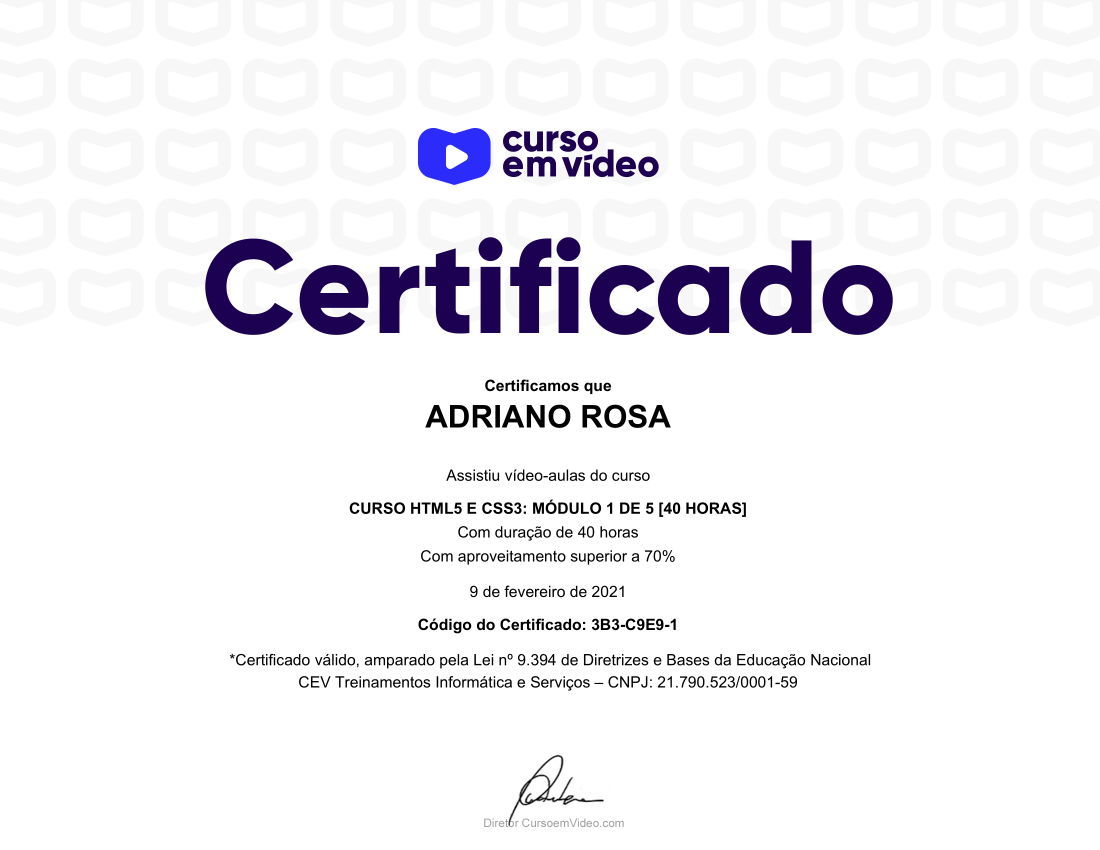 curso
em vídeo
Certificado
Certificamos que
ADRIANO ROSA
Assistiu vídeo-aulas do curso
CURSO HTML5 E CSS3: MÓDULO 1 DE 5 [40 HORAS]
Com duração de 40 horas
Com aproveitamento superior a 70%
9 de fevereiro de 2021
Código do Certificado: 3B3-C9E9-1
*Certificado válido, amparado pela Lei nº 9.394 de Diretrizes e Bases da Educação Nacional
CEV Treinamentos Informática e Serviços – CNPJ: 21.790.523/0001-59
Diretor CursoemVideo.com